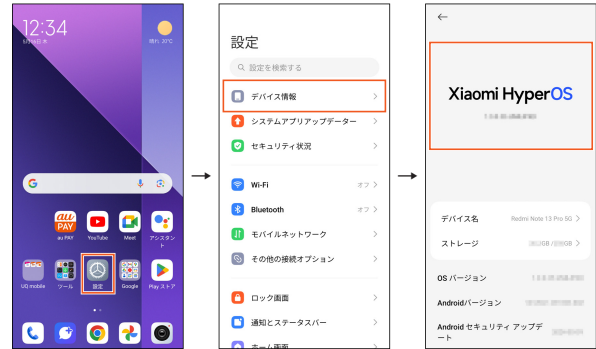 12:34
晴れ 30°C
au PAY
YouTube
Meet
アシスタン
ト
UQ mobile
ツール
設定
Google
Play ストア
設定
設定を検索する
デバイス情報
システムアプリアップデーター
セキュリティ状況
Wi-Fi
オフ
Bluetooth
オフ
モバイルネットワーク
その他の接続オプション
ロック画面
通知とステータスバー
ホーム画面
Xiaomi HyperOS
デバイス名
Redmi Note 13 Pro 5G
ストレージ
OS バージョン
Androidバージョン
Android セキュリティ アップデ
ート